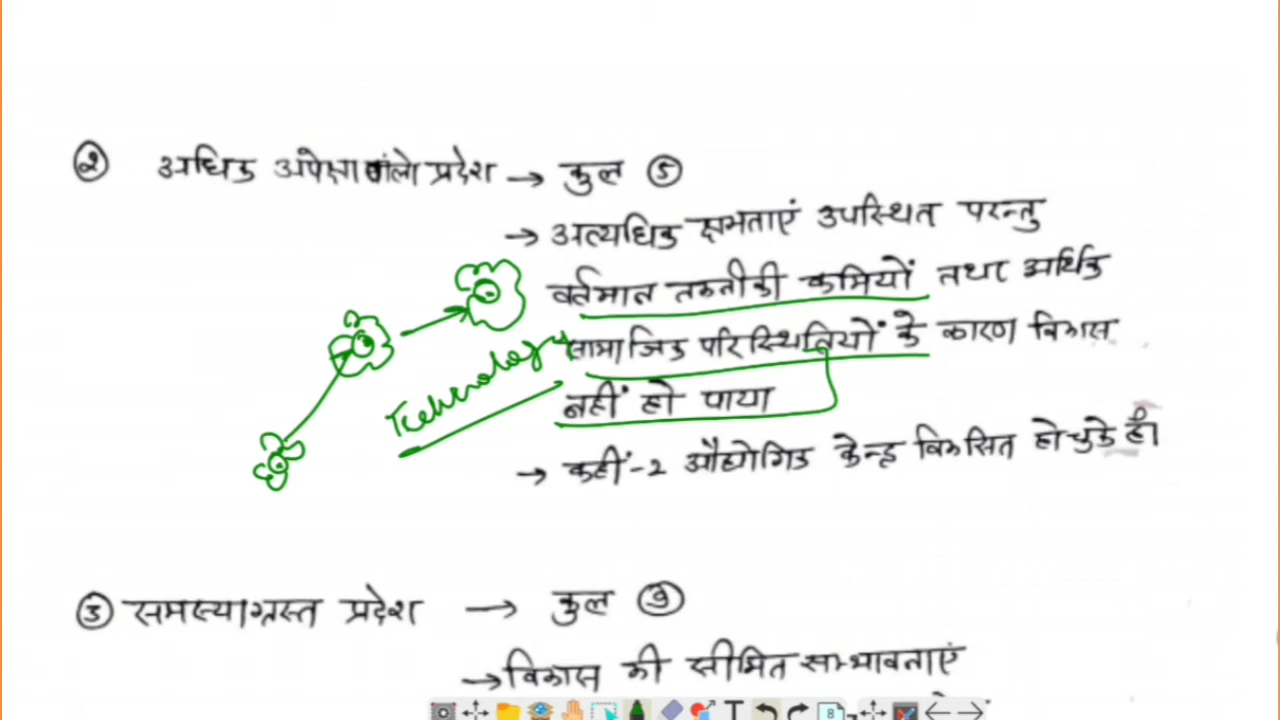 ② अधिक अपेक्षा वाले प्रदेश → कुल ⑤
→ अत्यधिक क्षमताएं उपस्थित परन्तु
वर्तमान तकनीकी कमियों तथा आर्थिक
सामाजिक परिस्थितियों के कारण विकास
नहीं हो पाया
Technology
→ कहीं-2 औद्योगिक केन्द्र विकसित हो चुके हैं।
③ समस्याग्रस्त प्रदेश → कुल
→ विकास की सीमित सम्भावनाएं
T
8